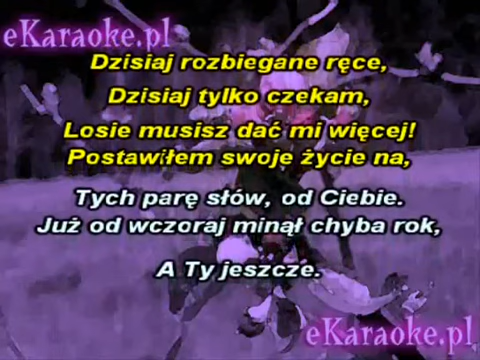 eKaraoke.pl
Dzisiaj rozbiegane ręce,
Dzisiaj tylko czekam,
Losie musisz dać mi więcej!
Postawiłem swoje życie na,
Tych parę słów, od Ciebie.
Już od wczoraj minął chyba rok,
A Ty jeszcze.
eKaraoke.pl